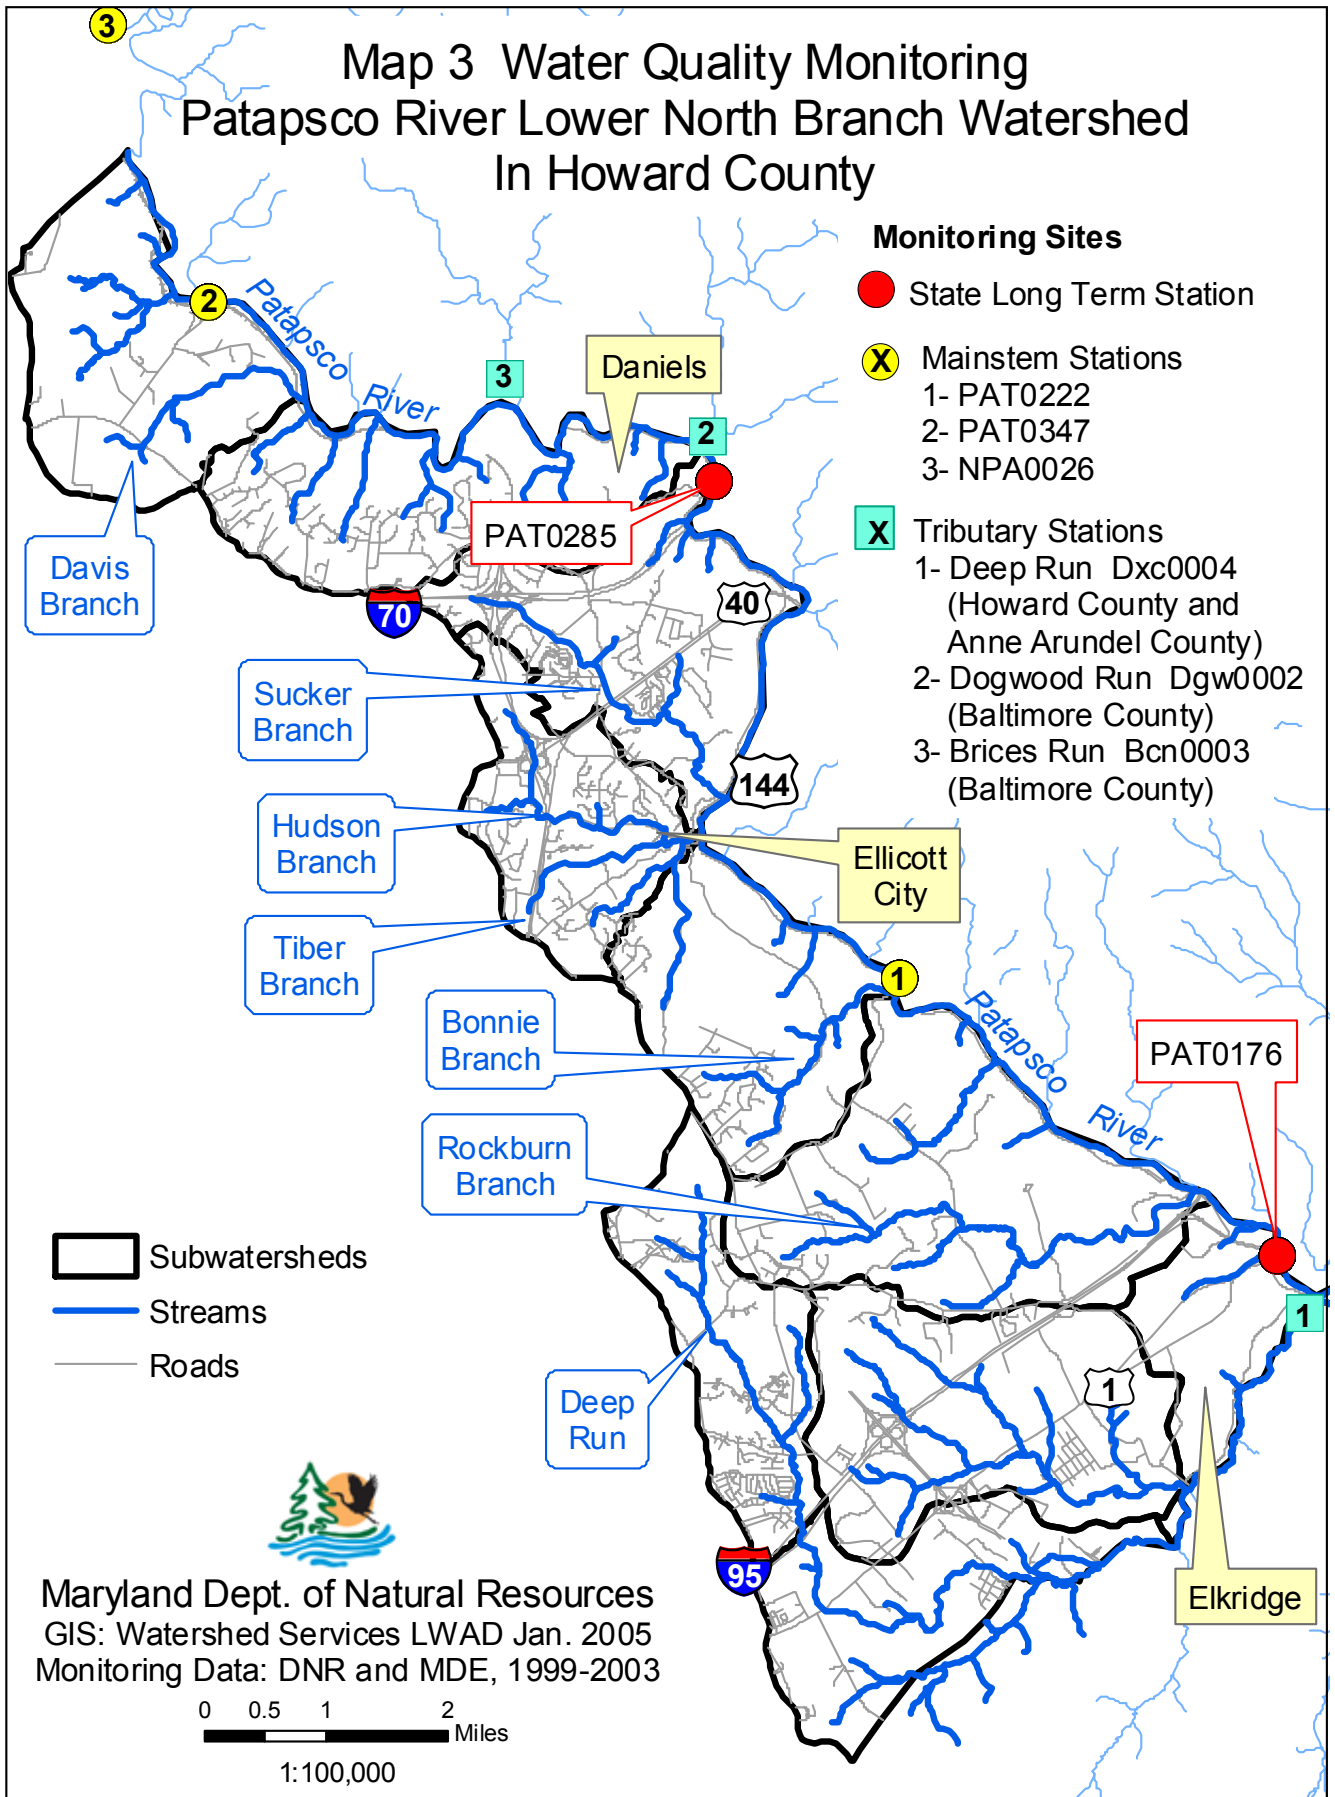 3
Map 3 Water Quality Monitoring
Patapsco River Lower North Branch Watershed
In Howard County
Monitoring Sites
State Long Term Station
X Mainstem Stations
1- PAT0222
2- PAT0347
3- NPA0026
X Tributary Stations
1- Deep Run Dxc0004
(Howard County and
Anne Arundel County)
2- Dogwood Run Dgw0002
(Baltimore County)
3- Brices Run Bcn0003
(Baltimore County)
2
Patapsco
River
3
Daniels
2
PAT0285
Davis
Branch
70
40
Sucker
Branch
144
Hudson
Branch
Ellicott
City
Tiber
Branch
1
Bonnie
Branch
Patapsco
River
PAT0176
Rockburn
Branch
Subwatersheds
Streams
Roads
1
1
Deep
Run
95
Elkridge
Maryland Dept. of Natural Resources
GIS: Watershed Services LWAD Jan. 2005
Monitoring Data: DNR and MDE, 1999-2003
0 0.5 1 2
Miles
1:100,000